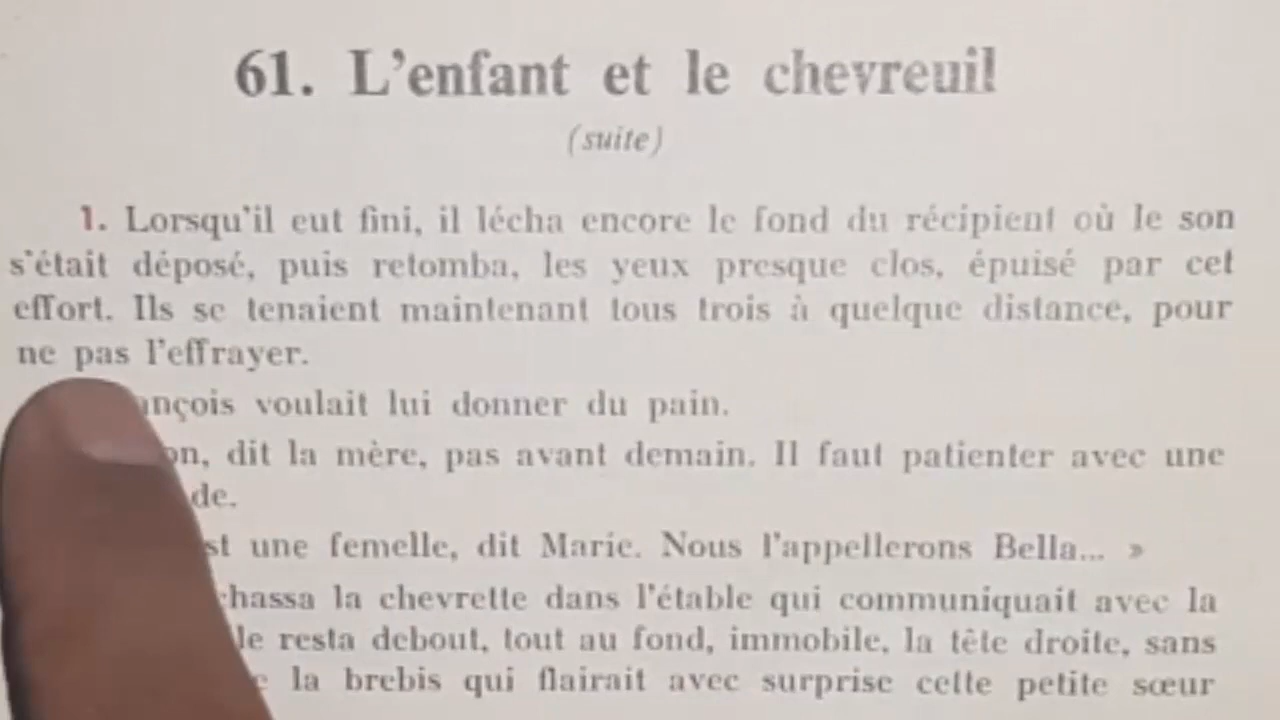 61. L'enfant et le chevreuil
(suite)
1. Lorsqu'il eut fini, il lécha encore le fond du récipient où le son
s'était déposé, puis retomba, les yeux presque clos, épuisé par cet
effort. Ils se tenaient maintenant tous trois à quelque distance, pour
ne pas l'effrayer.
ançois voulait lui donner du pain.
on, dit la mère, pas avant demain. Il faut patienter avec une
de.
st une femelle, dit Marie. Nous l'appellerons Bella... »
hassa la chevrette dans l'étable qui communiquait avec la
le resta debout, tout au fond, immobile, la tête droite, sans
la brebis qui flairait avec surprise cette petite sœur